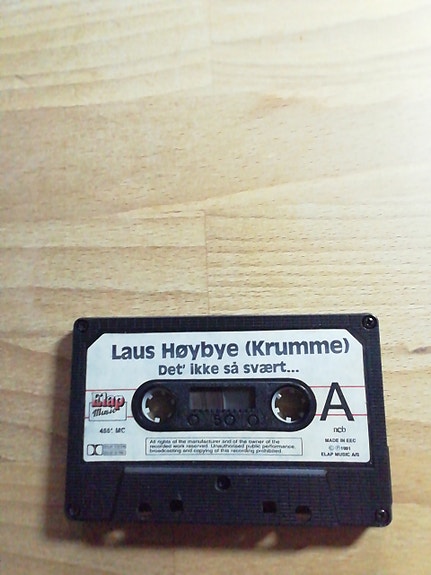 Laus Høybye (Krumme)
Det' ikke så svært...
Elap
Music
A
MC
ncb
MADE IN EEC
All rights of the manufacturer and of the owner of the
recorded work reserved. Unauthorised public performance,
broadcasting and copying of this recording prohibited.
© ℗ 1991
ELAP MUSIC A/S